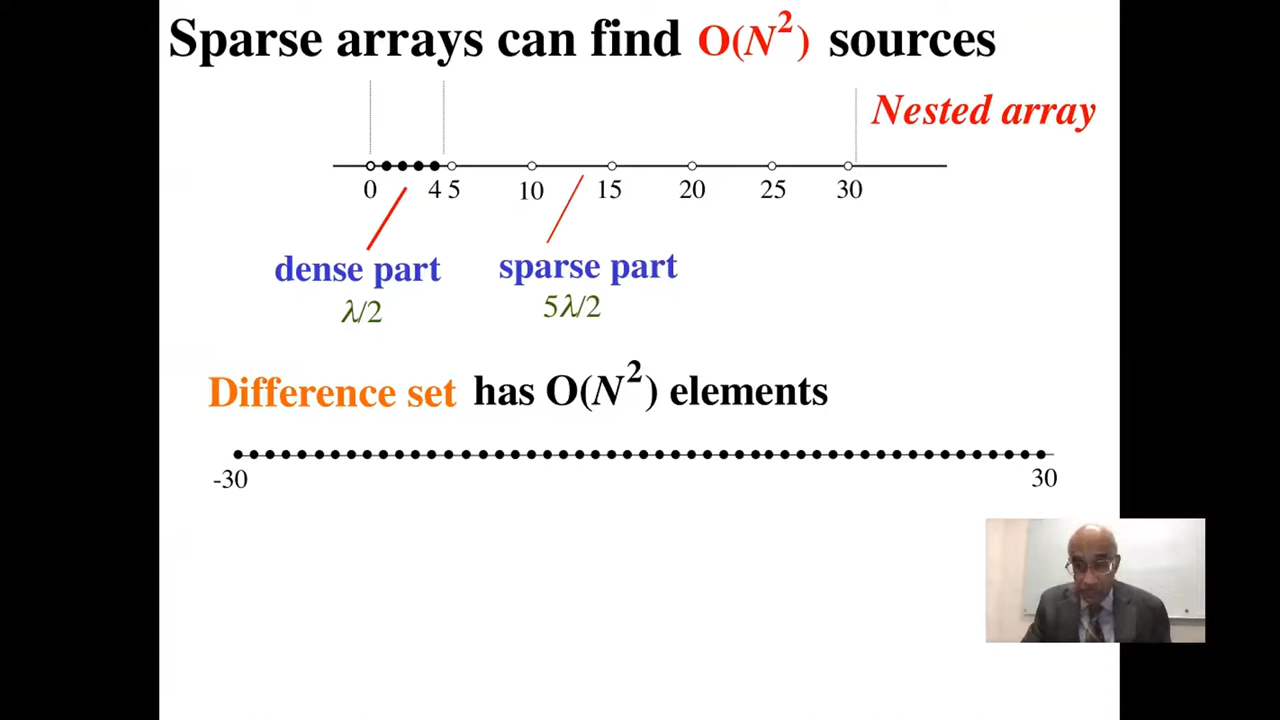 Sparse arrays can find O(N²) sources
Nested array
0 4 5 10 15 20 25 30
dense part sparse part
λ/2 5λ/2
Difference set has O(N²) elements
-30 30